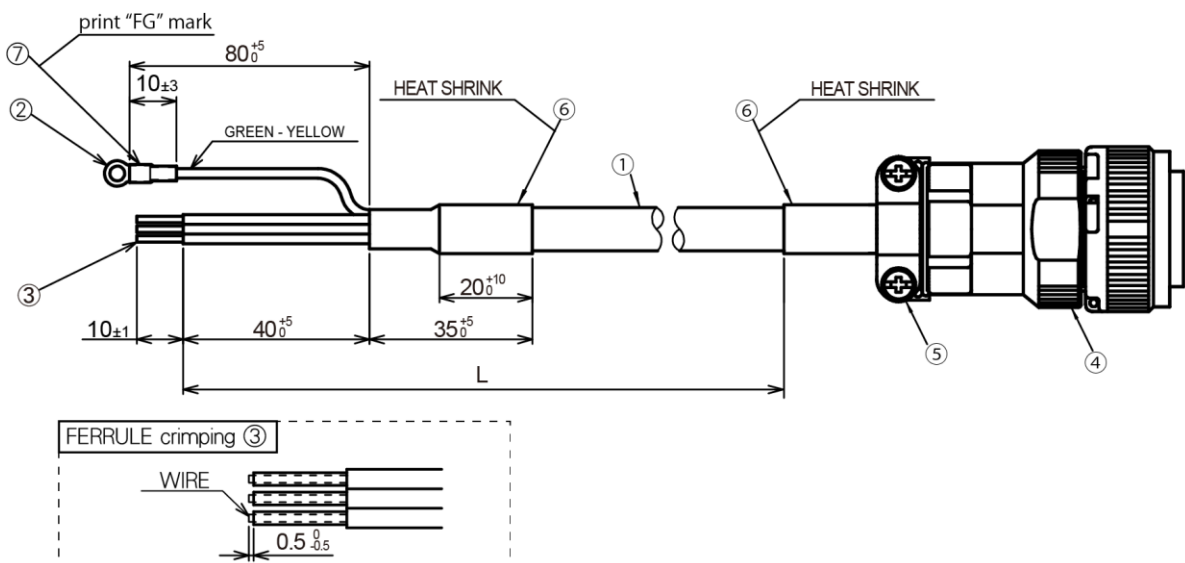 print “FG” mark
⑦
80 +5 0
10±3
②
HEAT SHRINK
⑥
⑥
HEAT SHRINK
GREEN - YELLOW
①
③
20 +10 0
10±1
40 +5 0
35 +5 0
⑤
④
L
FERRULE crimping ③
WIRE
0.5 0 -0.5